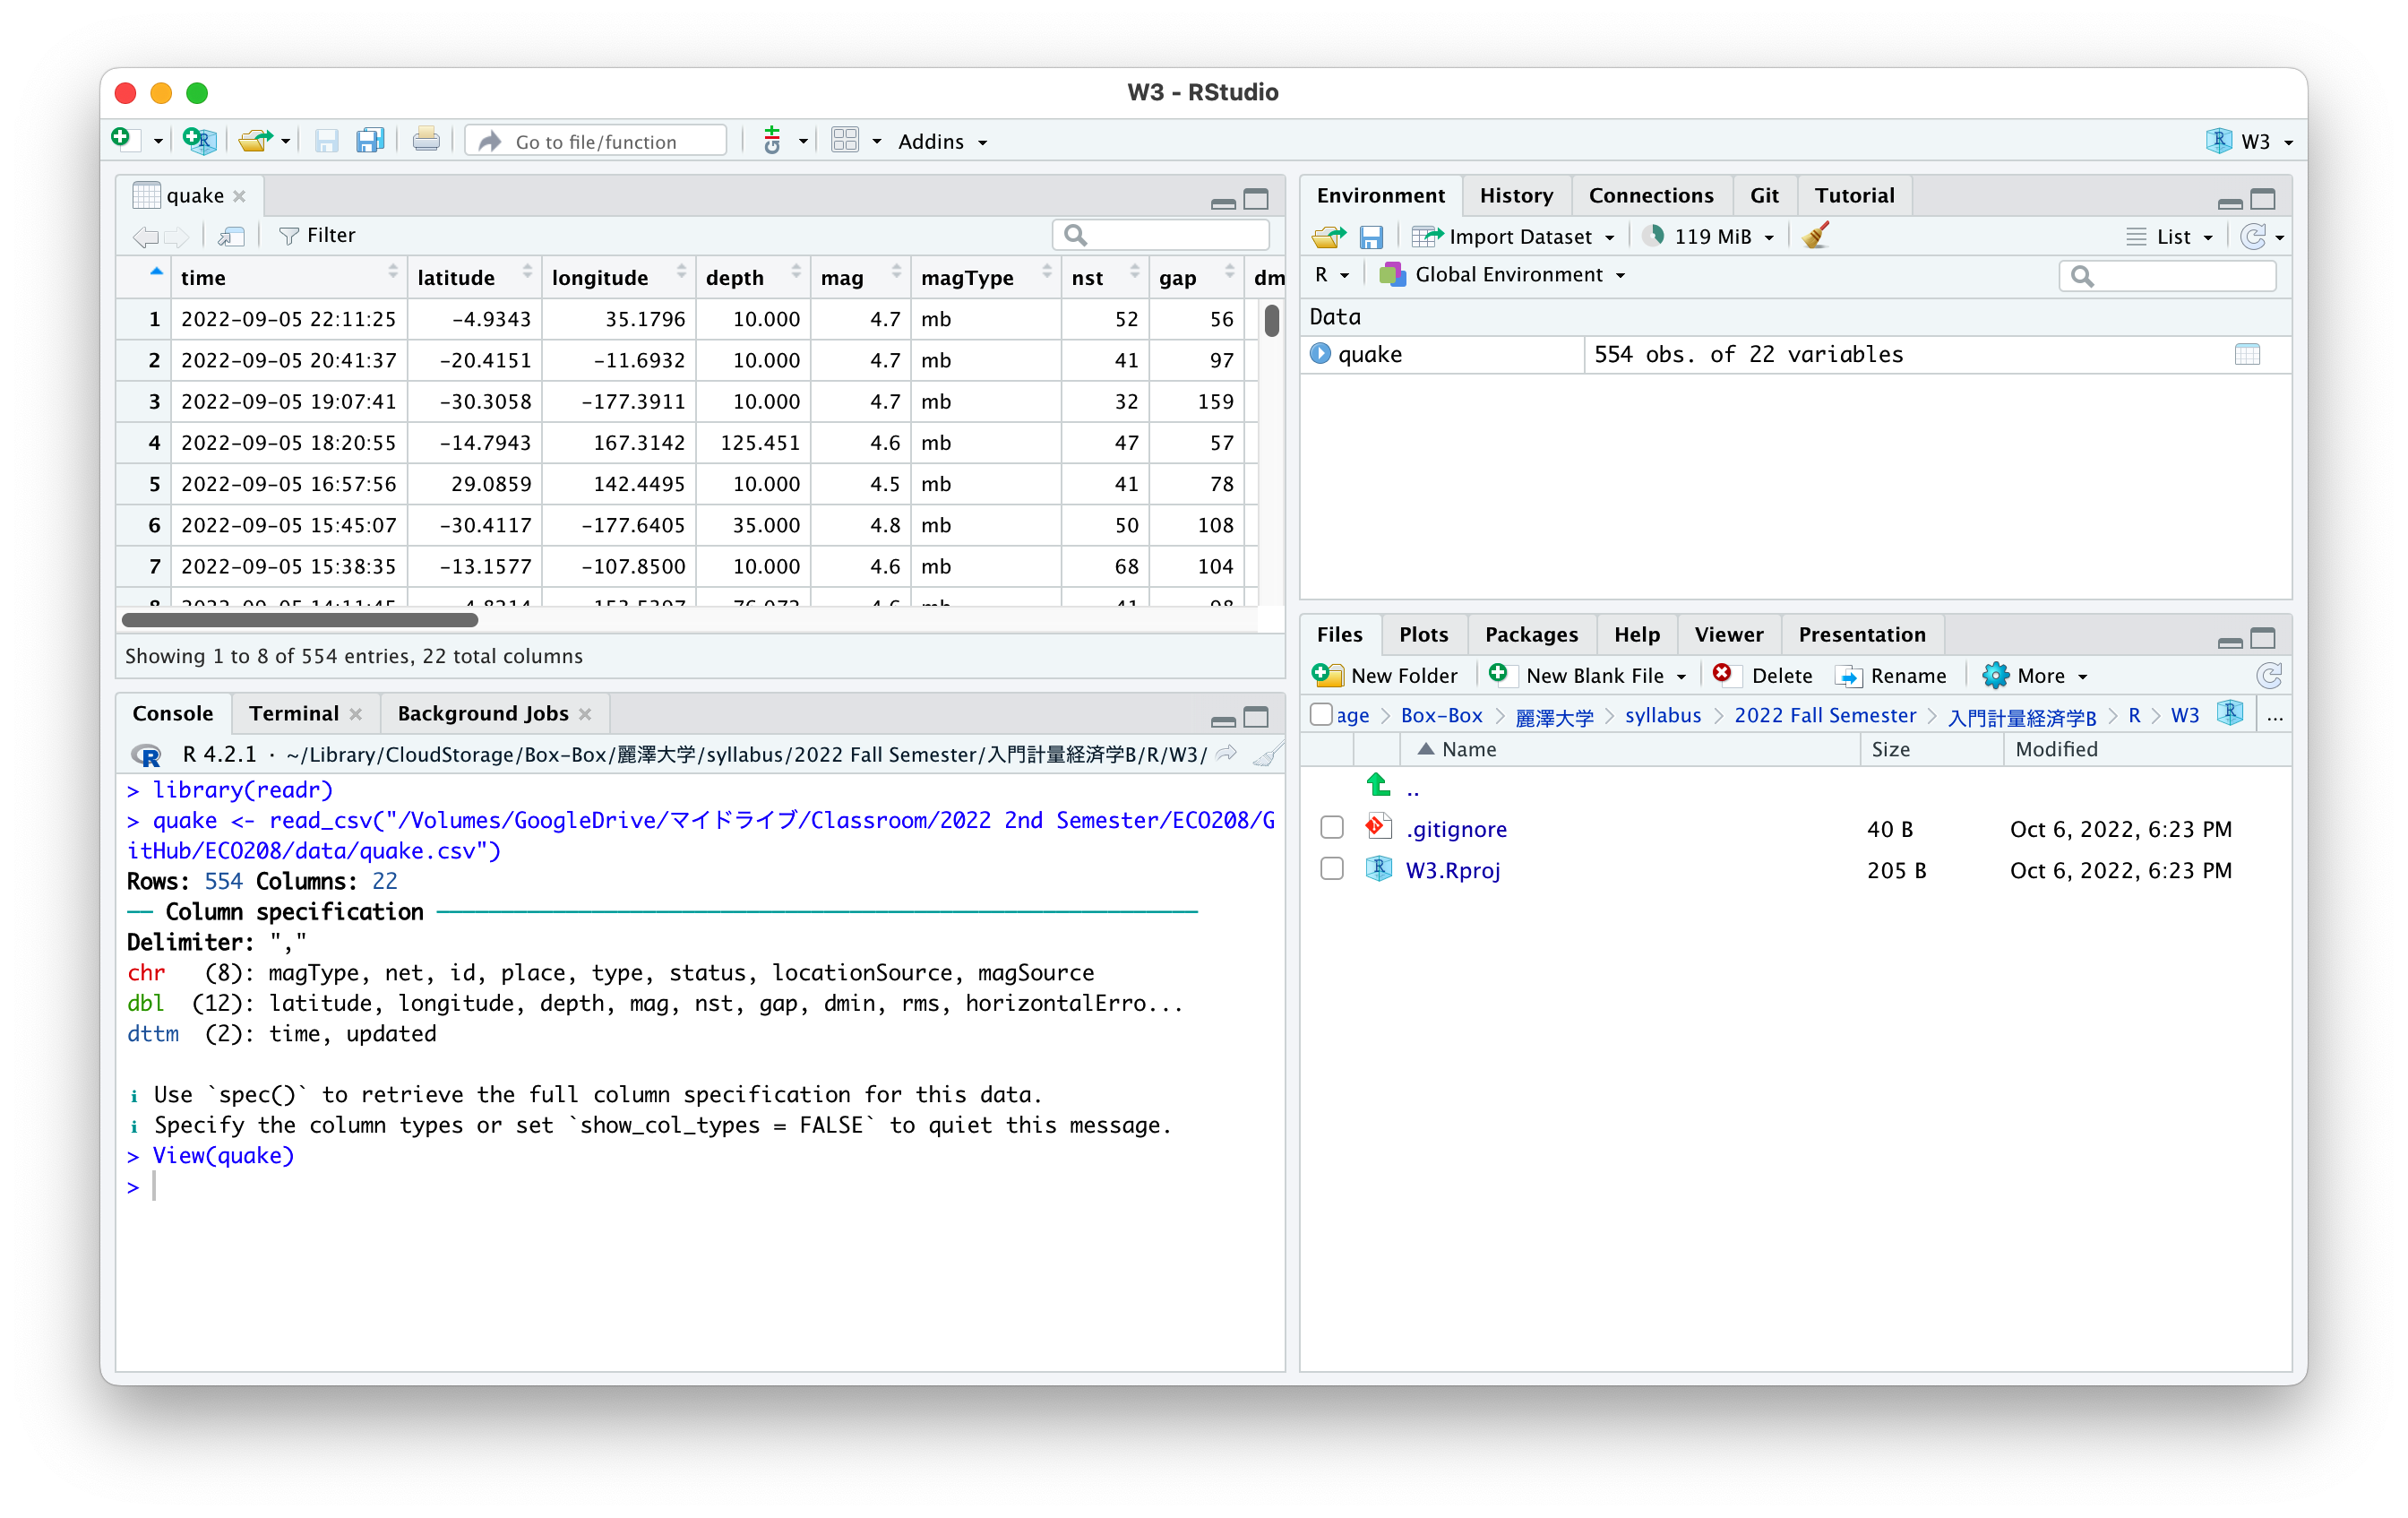 W3 - RStudio
Go to file/function
Addins
W3
quake
Filter
time latitude longitude depth mag magType nst gap dm
1 2022-09-05 22:11:25 -4.9343 35.1796 10.000 4.7 mb 52 56
2 2022-09-05 20:41:37 -20.4151 -11.6932 10.000 4.7 mb 41 97
3 2022-09-05 19:07:41 -30.3058 -177.3911 10.000 4.7 mb 32 159
4 2022-09-05 18:20:55 -14.7943 167.3142 125.451 4.6 mb 47 57
5 2022-09-05 16:57:56 29.0859 142.4495 10.000 4.5 mb 41 78
6 2022-09-05 15:45:07 -30.4117 -177.6405 35.000 4.8 mb 50 108
7 2022-09-05 15:38:35 -13.1577 -107.8500 10.000 4.6 mb 68 104
Showing 1 to 8 of 554 entries, 22 total columns
Console Terminal Background Jobs
R 4.2.1 · ~/Library/CloudStorage/Box-Box/麗澤大学/syllabus/2022 Fall Semester/入門計量経済学B/R/W3/
> library(readr)
> quake <- read_csv("/Volumes/GoogleDrive/マイドライブ/Classroom/2022 2nd Semester/ECO208/G
itHub/ECO208/data/quake.csv")
Rows: 554 Columns: 22
── Column specification ──
Delimiter: ","
chr (8): magType, net, id, place, type, status, locationSource, magSource
dbl (12): latitude, longitude, depth, mag, nst, gap, dmin, rms, horizontalErro...
dttm (2): time, updated
ℹ Use `spec()` to retrieve the full column specification for this data.
ℹ Specify the column types or set `show_col_types = FALSE` to quiet this message.
> View(quake)
>
Environment History Connections Git Tutorial
Import Dataset 119 MiB List
R Global Environment
Data
quake 554 obs. of 22 variables
Files Plots Packages Help Viewer Presentation
New Folder New Blank File Delete Rename More
age Box-Box 麗澤大学 syllabus 2022 Fall Semester 入門計量経済学B R W3 ...
Name Size Modified
..
.gitignore 40 B Oct 6, 2022, 6:23 PM
W3.Rproj 205 B Oct 6, 2022, 6:23 PM